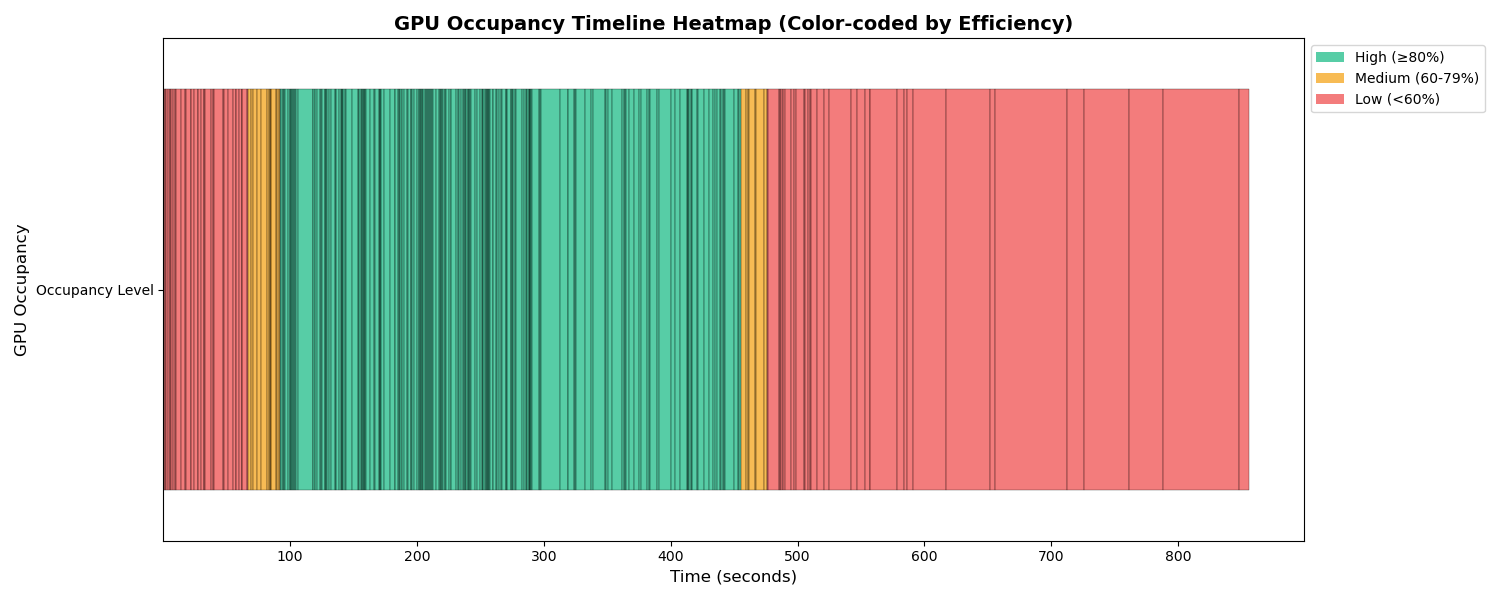 GPU Occupancy Timeline Heatmap (Color-coded by Efficiency)
High (≥80%)
Medium (60-79%)
Low (<60%)
GPU Occupancy
Occupancy Level
100 200 300 400 500 600 700 800
Time (seconds)